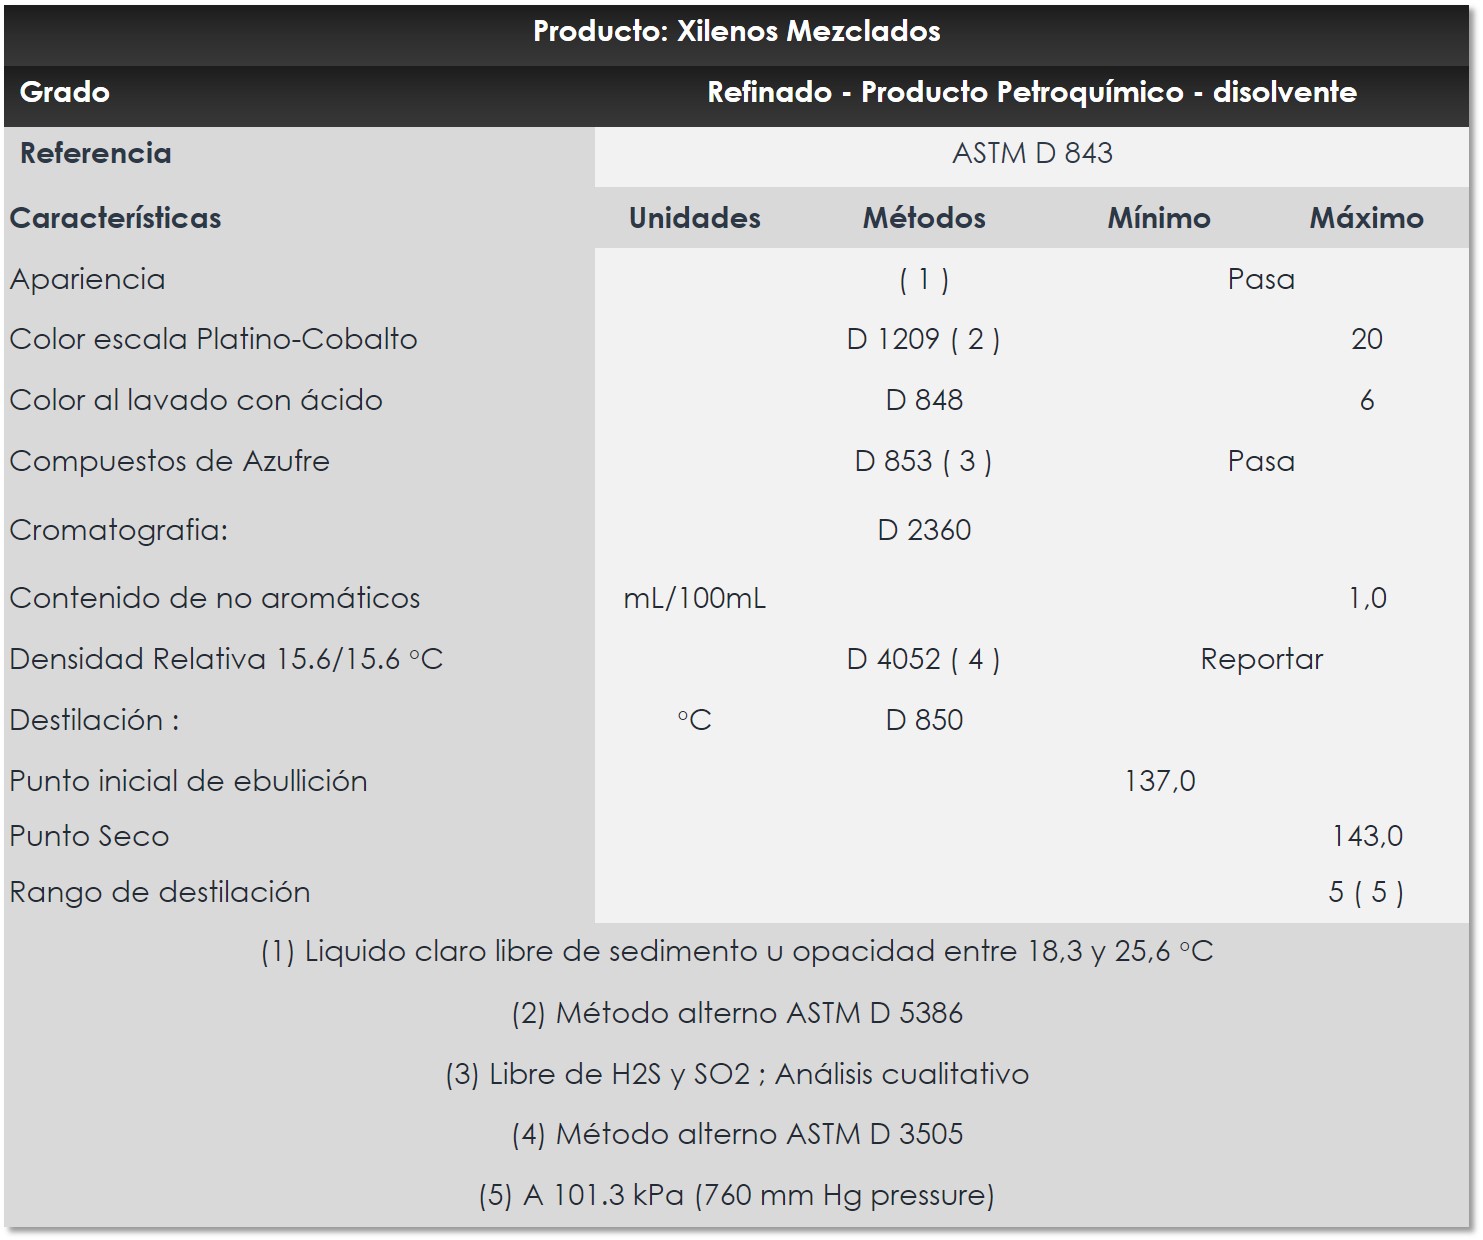 Producto: Xilenos Mezclados
Grado Refinado - Producto Petroquímico - disolvente
Referencia ASTM D 843
Características Unidades Métodos Mínimo Máximo
Apariencia ( 1 ) Pasa
Color escala Platino-Cobalto D 1209 ( 2 ) 20
Color al lavado con ácido D 848 6
Compuestos de Azufre D 853 ( 3 ) Pasa
Cromatografia: D 2360
Contenido de no aromáticos mL/100mL 1,0
Densidad Relativa 15.6/15.6 °C D 4052 ( 4 ) Reportar
Destilación : °C D 850
Punto inicial de ebullición 137,0
Punto Seco 143,0
Rango de destilación 5 ( 5 )
(1) Liquido claro libre de sedimento u opacidad entre 18,3 y 25,6 °C
(2) Método alterno ASTM D 5386
(3) Libre de H2S y SO2 ; Análisis cualitativo
(4) Método alterno ASTM D 3505
(5) A 101.3 kPa (760 mm Hg pressure)